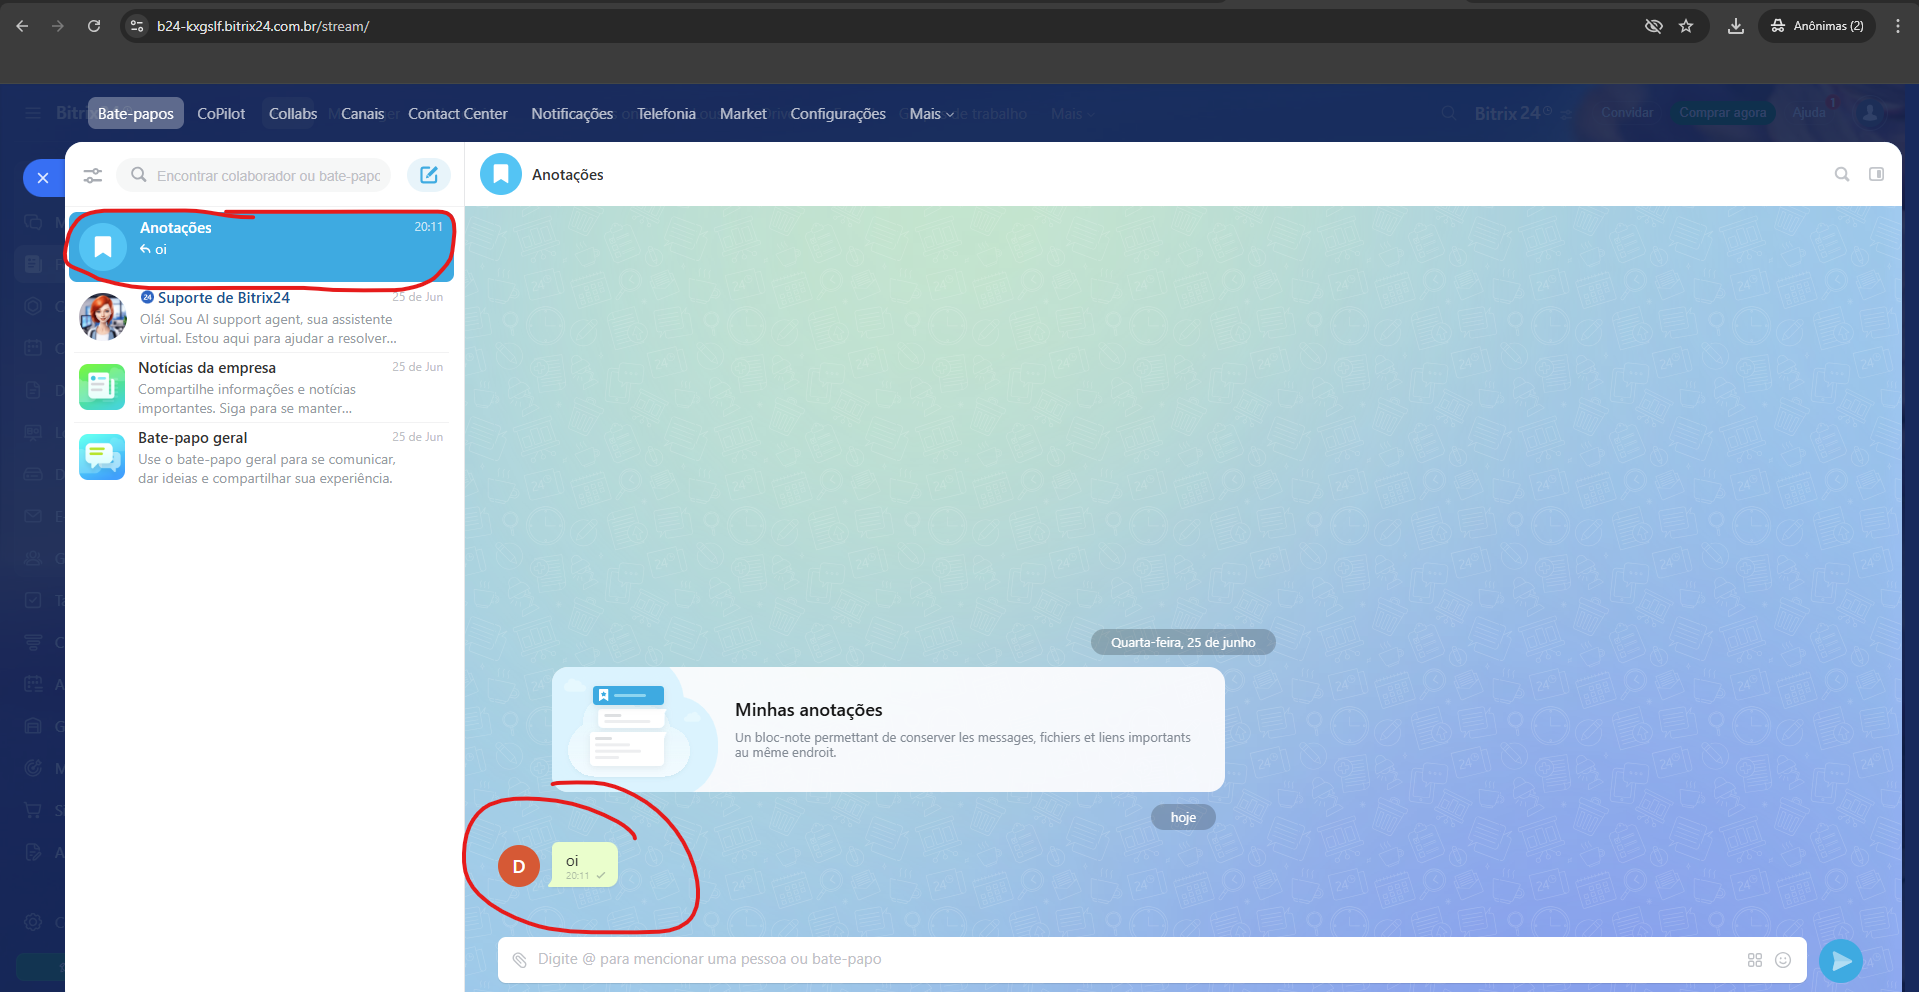 b24-kxgslf.bitrix24.com.br/stream/
Anônimas (2)
Bate-papos CoPilot Collabs Canais Contact Center Notificações Telefonia Market Configurações Mais
de trabalho Mais
Bitrix 24 Convidar Comprar agora Ajuda 1
Encontrar colaborador ou bate-papo
Anotações
Anotações 20:11
oi
24 Suporte de Bitrix24 25 de Jun
Olá! Sou AI support agent, sua assistente
virtual. Estou aqui para ajudar a resolver...
Notícias da empresa 25 de Jun
Compartilhe informações e notícias
importantes. Siga para se manter...
Bate-papo geral 25 de Jun
Use o bate-papo geral para se comunicar,
dar ideias e compartilhar sua experiência.
Quarta-feira, 25 de junho
Minhas anotações
Un bloc-note permettant de conserver les messages, fichiers et liens importants
au même endroit.
hoje
D
oi
20:11
Digite @ para mencionar uma pessoa ou bate-papo